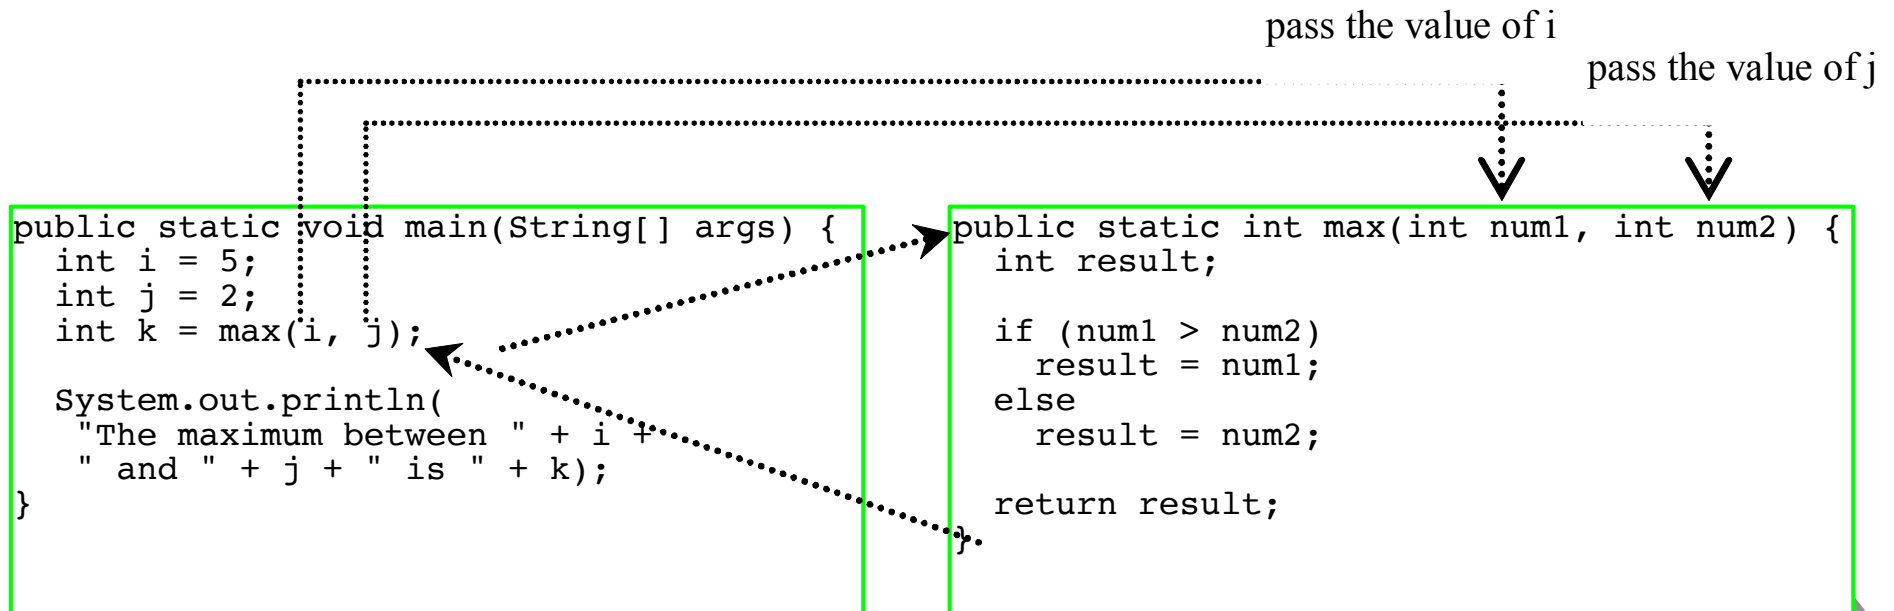 pass the value of i
pass the value of j
public static void main(String[] args) {
  int i = 5;
  int j = 2;
  int k = max(i, j);

  System.out.println(
   "The maximum between " + i +
   " and " + j + " is " + k);
}
public static int max(int num1, int num2) {
  int result;

  if (num1 > num2)
    result = num1;
  else
    result = num2;

  return result;
}